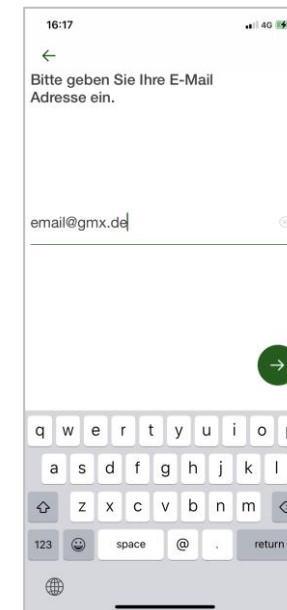 16:17
4G
Bitte geben Sie Ihre E-Mail
Adresse ein.
email@gmx.de
q w e r t y u i o p
a s d f g h j k l
z x c v b n m
123 space @ . return